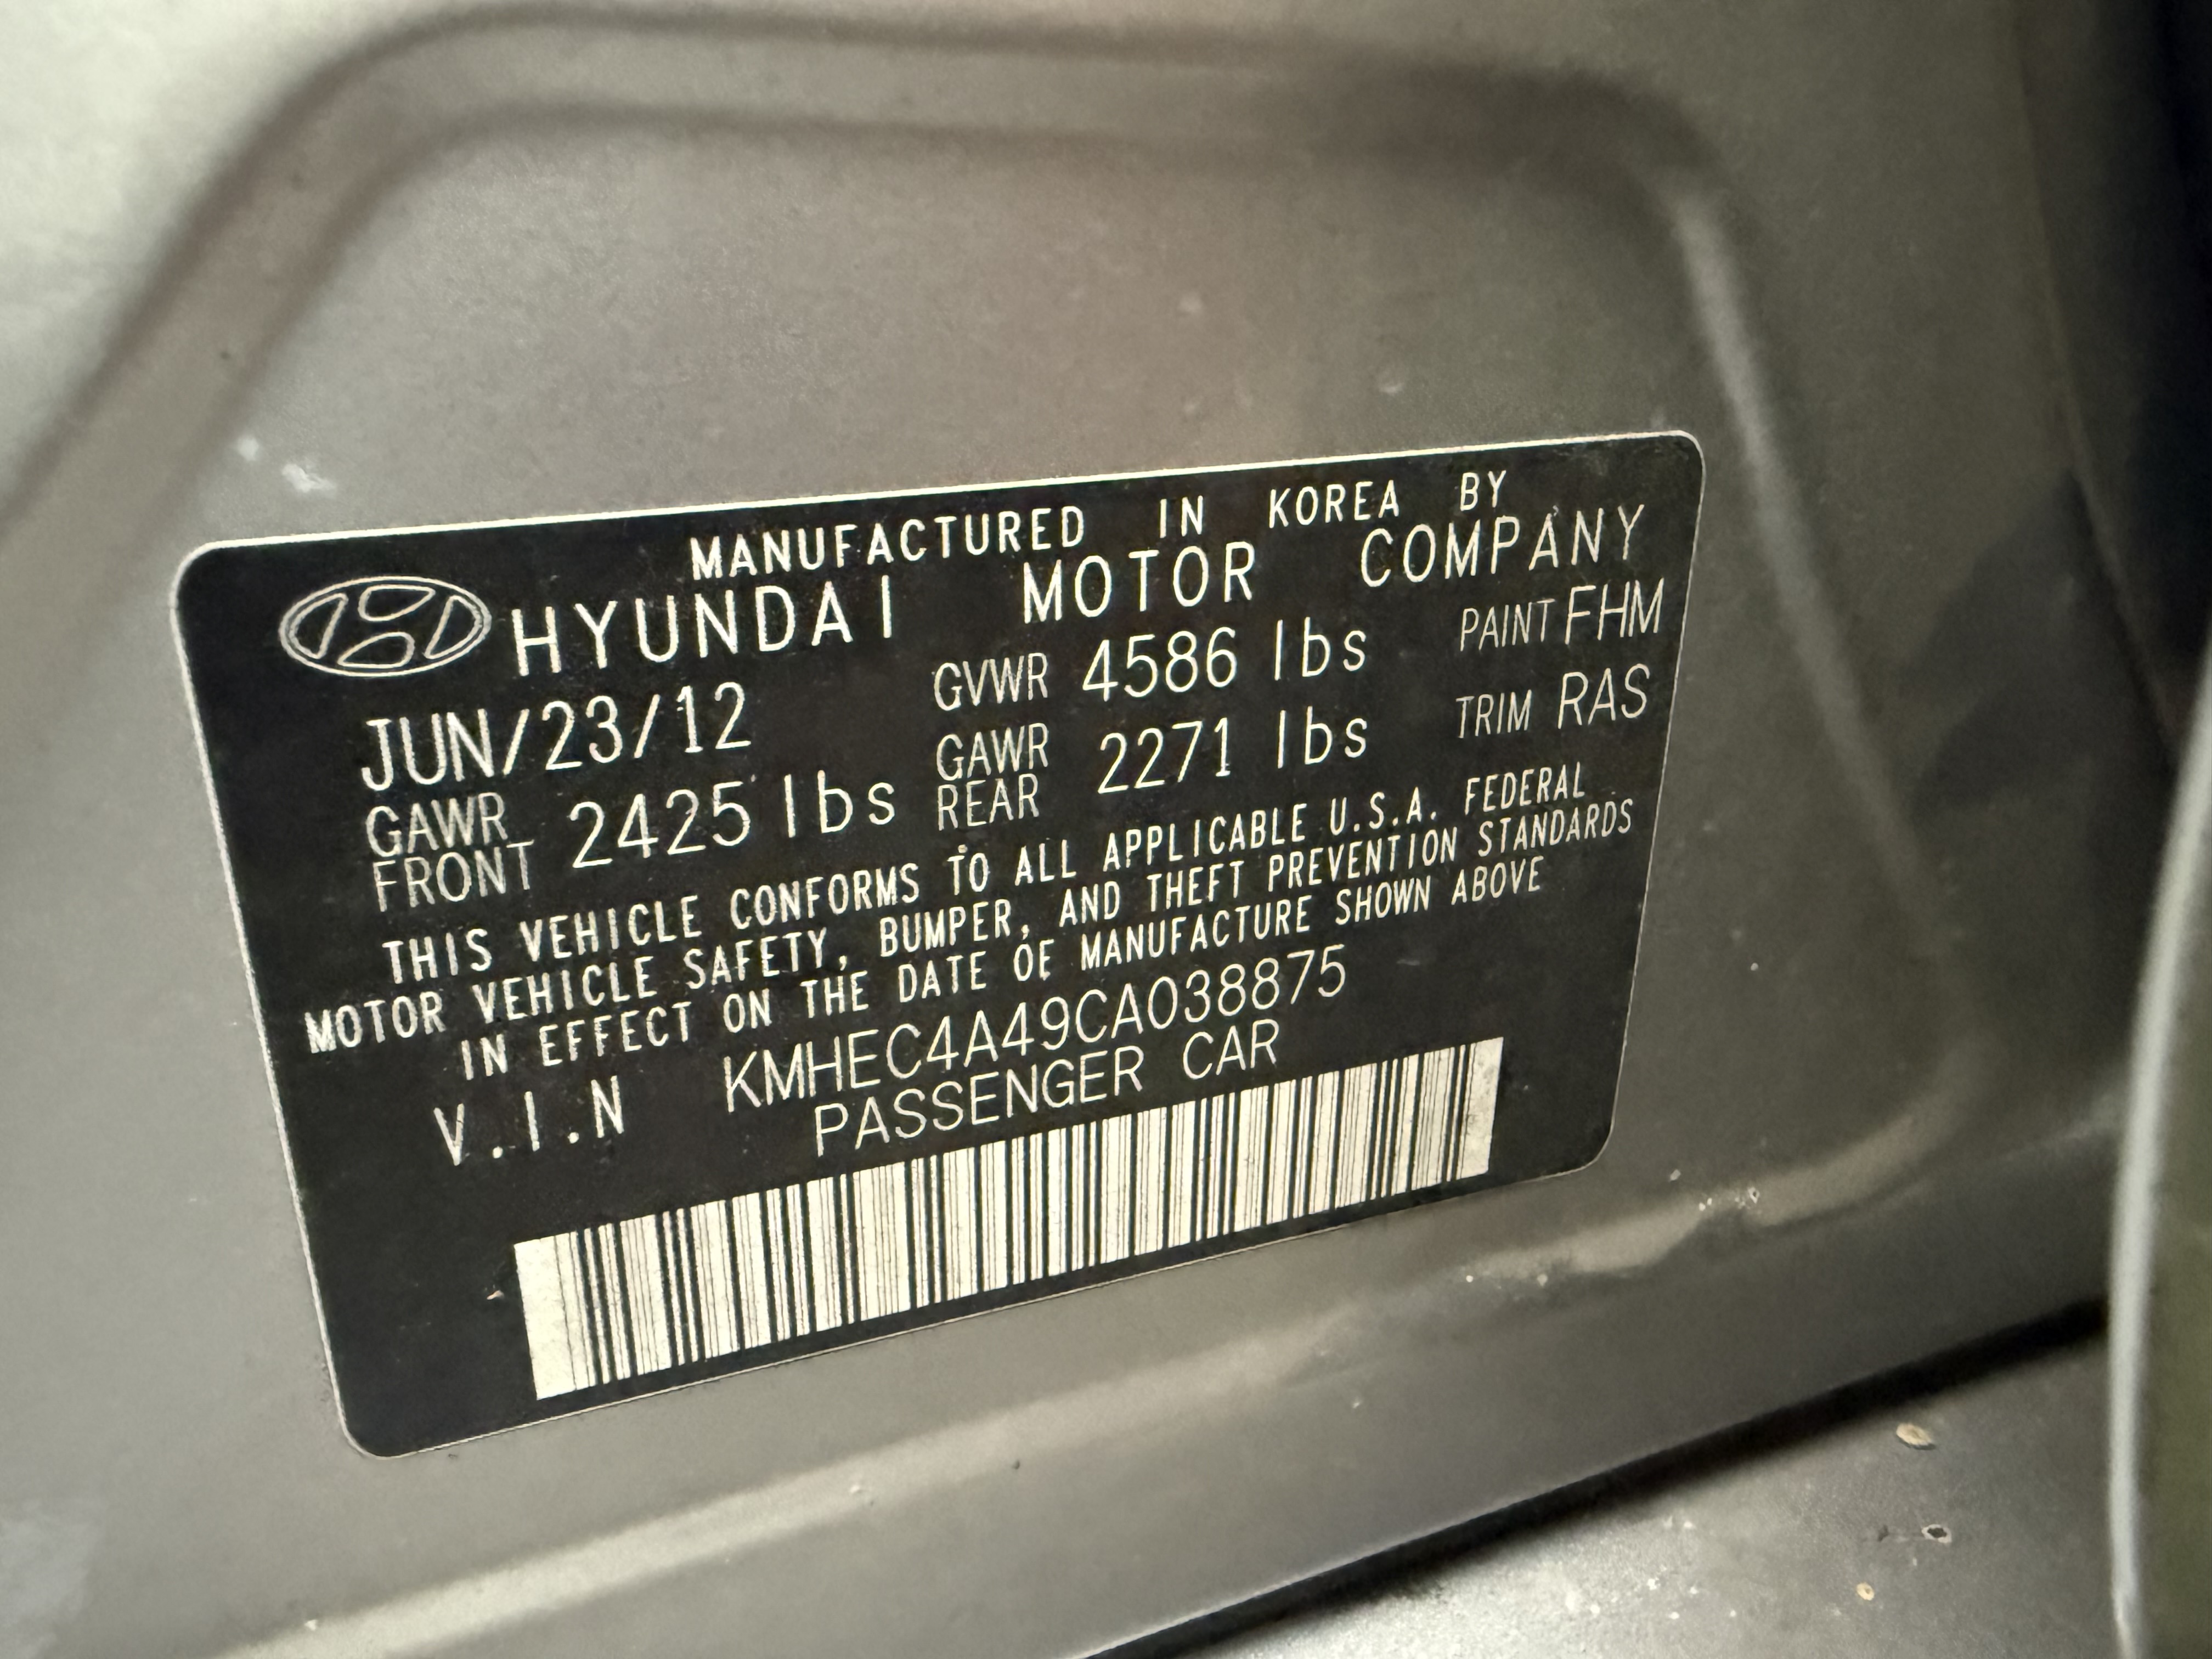 MANUFACTURED IN KOREA BY
HYUNDAI MOTOR COMPANY
JUN/23/12 GVWR 4586 lbs PAINT FHM
GAWR FRONT 2425 lbs GAWR REAR 2271 lbs TRIM RAS
THIS VEHICLE CONFORMS TO ALL APPLICABLE U.S.A. FEDERAL
MOTOR VEHICLE SAFETY, BUMPER, AND THEFT PREVENTION STANDARDS
IN EFFECT ON THE DATE OF MANUFACTURE SHOWN ABOVE
V.I.N KMHEC4A49CA038875
PASSENGER CAR